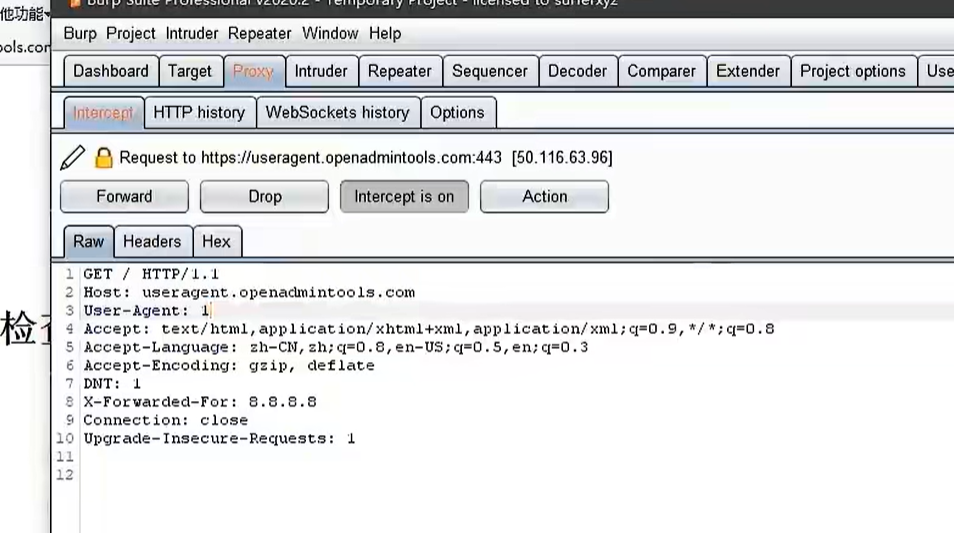 他功能
Burp Suite Professional v2020.2 - Temporary Project - licensed to surferxyz
ools.com
Burp Project Intruder Repeater Window Help
Dashboard Target Proxy Intruder Repeater Sequencer Decoder Comparer Extender Project options Use
Intercept HTTP history WebSockets history Options
Request to https://useragent.openadmintools.com:443 [50.116.63.96]
Forward Drop Intercept is on Action
Raw Headers Hex
1 GET / HTTP/1.1
2 Host: useragent.openadmintools.com
3 User-Agent: 1
4 Accept: text/html,application/xhtml+xml,application/xml;q=0.9,*/*;q=0.8
5 Accept-Language: zh-CN,zh;q=0.8,en-US;q=0.5,en;q=0.3
6 Accept-Encoding: gzip, deflate
7 DNT: 1
8 X-Forwarded-For: 8.8.8.8
9 Connection: close
10 Upgrade-Insecure-Requests: 1
11
12
检